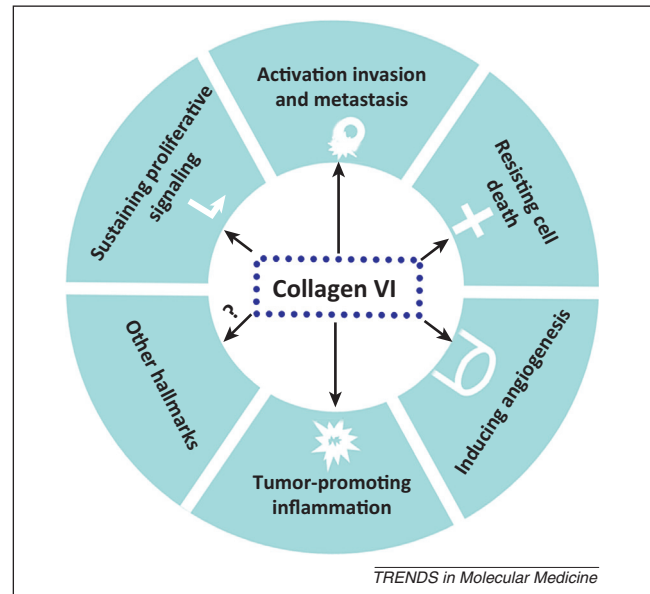 Activation invasion
and metastasis
Sustaining proliferative
signaling
Resisting cell
death
Collagen VI
?
Other hallmarks
Inducing angiogenesis
Tumor-promoting
inflammation
TRENDS in Molecular Medicine